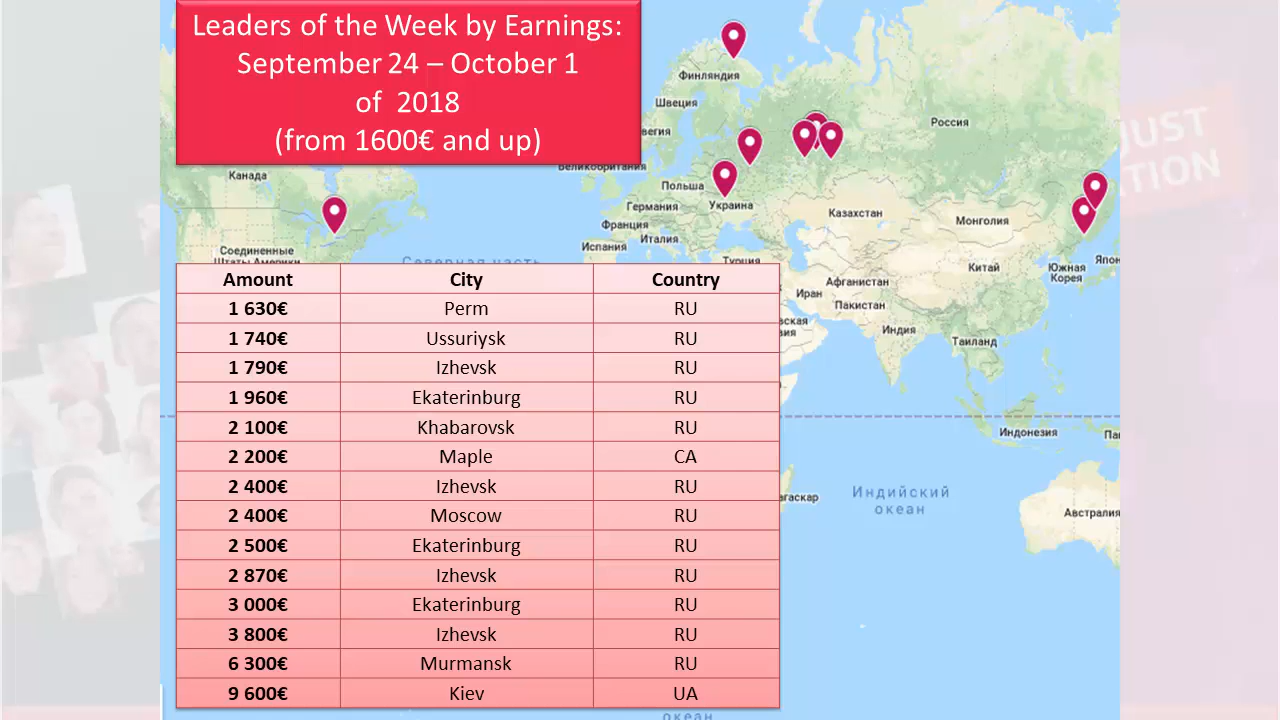 Leaders of the Week by Earnings:
September 24 – October 1
of 2018
(from 1600€ and up)
JUST
Финляндия
Швеция
Россия
Великобритания
Канада
Польша
Германия
Украина
Казахстан
Монголия
Франция
Испания
Италия
Турция
Соединенные
Штаты Америки
Северная часть
Китай
Южная
Корея
Афганистан
Иран
Пакистан
Индия
Таиланд
Индонезия
Индийский
океан
Австралия
океан
Amount City Country
1 630€ Perm RU
1 740€ Ussuriysk RU
1 790€ Izhevsk RU
1 960€ Ekaterinburg RU
2 100€ Khabarovsk RU
2 200€ Maple CA
2 400€ Izhevsk RU
2 400€ Moscow RU
2 500€ Ekaterinburg RU
2 870€ Izhevsk RU
3 000€ Ekaterinburg RU
3 800€ Izhevsk RU
6 300€ Murmansk RU
9 600€ Kiev UA